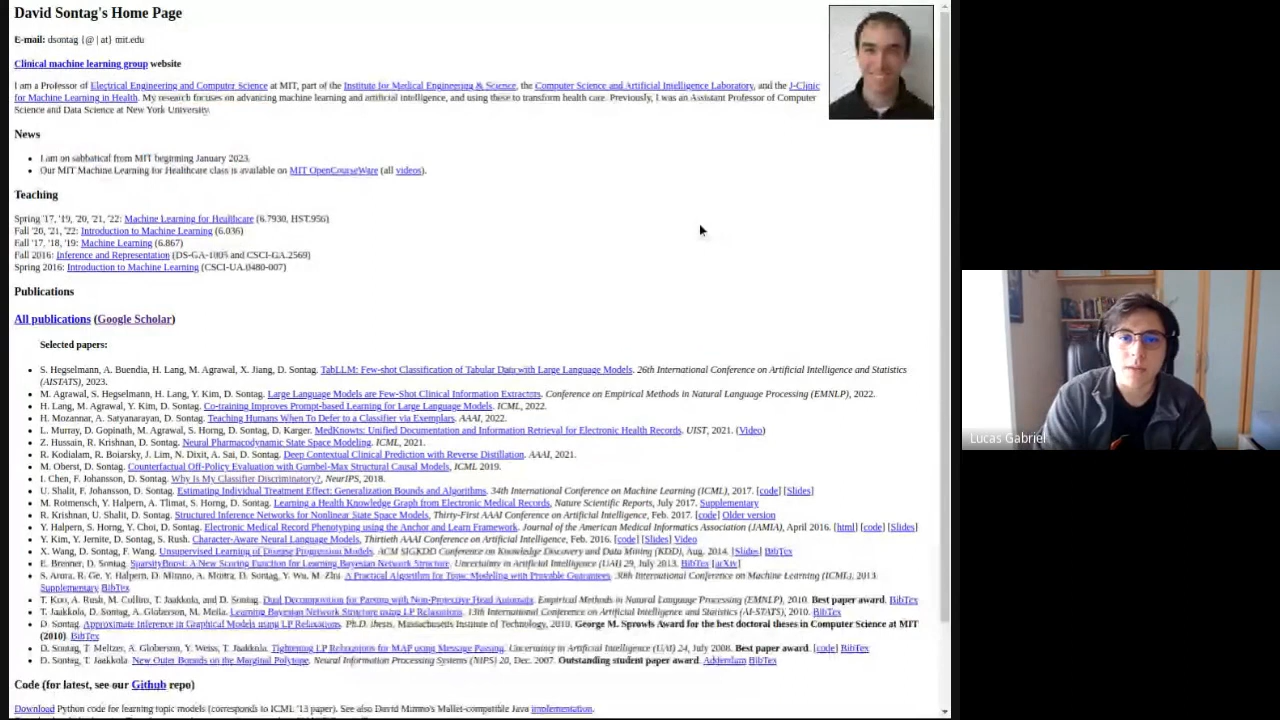 David Sontag's Home Page
E-mail: dsontag {@ | at} mit.edu
Clinical machine learning group website
I am a Professor of Electrical Engineering and Computer Science at MIT, part of the Institute for Medical Engineering & Science, the Computer Science and Artificial Intelligence Laboratory, and the J-Clinic
for Machine Learning in Health. My research focuses on advancing machine learning and artificial intelligence, and using these to transform health care. Previously, I was an Assistant Professor of Computer
Science and Data Science at New York University.
News
• I am on sabbatical from MIT beginning January 2023.
• Our MIT Machine Learning for Healthcare class is available on MIT OpenCourseWare (all videos).
Teaching
Spring '17, '19, '20, '21, '22: Machine Learning for Healthcare (6.7930, HST.956)
Fall '20, '21, '22: Introduction to Machine Learning (6.036)
Fall '17, '18, '19: Machine Learning (6.867)
Fall 2016: Inference and Representation (DS-GA-1005 and CSCI-GA.2569)
Spring 2016: Introduction to Machine Learning (CSCI-UA.0480-007)
Publications
All publications (Google Scholar)
Selected papers:
• S. Hegselmann, A. Buendia, H. Lang, M. Agrawal, X. Jiang, D. Sontag. TabLLM: Few-shot Classification of Tabular Data with Large Language Models. 26th International Conference on Artificial Intelligence and Statistics
(AISTATS), 2023.
• M. Agrawal, S. Hegselmann, H. Lang, Y. Kim, D. Sontag. Large Language Models are Few-Shot Clinical Information Extractors. Conference on Empirical Methods in Natural Language Processing (EMNLP), 2022.
• H. Lang, M. Agrawal, Y. Kim, D. Sontag. Co-training Improves Prompt-based Learning for Large Language Models. ICML, 2022.
• H. Mozannar, A. Satyanarayan, D. Sontag. Teaching Humans When To Defer to a Classifier via Exemplars. AAAI, 2022.
• L. Murray, D. Gopinath, M. Agrawal, S. Horng, D. Sontag, D. Karger. MedKnowts: Unified Documentation and Information Retrieval for Electronic Health Records. UIST, 2021. (Video)
• Z. Hussain, R. Krishnan, D. Sontag. Neural Pharmacodynamic State Space Modeling. ICML, 2021.
• R. Kodialam, R. Boiarsky, J. Lim, N. Dixit, A. Sai, D. Sontag. Deep Contextual Clinical Prediction with Reverse Distillation. AAAI, 2021.
• M. Oberst, D. Sontag. Counterfactual Off-Policy Evaluation with Gumbel-Max Structural Causal Models, ICML 2019.
• I. Chen, F. Johansson, D. Sontag. Why Is My Classifier Discriminatory?, NeurIPS, 2018.
• U. Shalit, F. Johansson, D. Sontag. Estimating Individual Treatment Effect: Generalization Bounds and Algorithms. 34th International Conference on Machine Learning (ICML), 2017. [code] [Slides]
• M. Rotmensch, Y. Halpern, A. Tlimat, S. Horng, D. Sontag. Learning a Health Knowledge Graph from Electronic Medical Records, Nature Scientific Reports, July 2017. Supplementary
• R. Krishnan, U. Shalit, D. Sontag. Structured Inference Networks for Nonlinear State Space Models, Thirty-First AAAI Conference on Artificial Intelligence, Feb. 2017. [code] Older version
• Y. Halpern, S. Horng, Y. Choi, D. Sontag. Electronic Medical Record Phenotyping using the Anchor and Learn Framework. Journal of the American Medical Informatics Association (JAMIA), April 2016. [html] [code] [Slides]
• Y. Kim, Y. Jernite, D. Sontag, S. Rush. Character-Aware Neural Language Models, Thirtieth AAAI Conference on Artificial Intelligence, Feb. 2016. [code] [Slides] Video
• X. Wang, D. Sontag, F. Wang. Unsupervised Learning of Disease Progression Models. ACM SIGKDD Conference on Knowledge Discovery and Data Mining (KDD), Aug. 2014. [Slides] BibTex
• E. Brenner, D. Sontag. SparsityBoost: A New Scoring Function for Learning Bayesian Network Structure. Uncertainty in Artificial Intelligence (UAI) 29, July 2013. BibTex [arXiv]
• S. Arora, R. Ge, Y. Halpern, D. Mimno, A. Moitra, D. Sontag, Y. Wu, M. Zhu. A Practical Algorithm for Topic Modeling with Provable Guarantees. 30th International Conference on Machine Learning (ICML), 2013.
Supplementary BibTex
• T. Koo, A. Rush, M. Collins, T. Jaakkola, and D. Sontag. Dual Decomposition for Parsing with Non-Projective Head Automata. Empirical Methods in Natural Language Processing (EMNLP), 2010. Best paper award. BibTex
• T. Jaakkola, D. Sontag, A. Globerson, M. Meila. Learning Bayesian Network Structure using LP Relaxations. 13th International Conference on Artificial Intelligence and Statistics (AI-STATS), 2010. BibTex
• D. Sontag. Approximate Inference in Graphical Models using LP Relaxations. Ph.D. thesis, Massachusetts Institute of Technology, 2010. George M. Sprowls Award for the best doctoral theses in Computer Science at MIT
(2010). BibTex
• D. Sontag, T. Meltzer, A. Globerson, Y. Weiss, T. Jaakkola. Tightening LP Relaxations for MAP using Message Passing. Uncertainty in Artificial Intelligence (UAI) 24, July 2008. Best paper award. [code] BibTex
• D. Sontag, T. Jaakkola. New Outer Bounds on the Marginal Polytope. Neural Information Processing Systems (NIPS) 20, Dec. 2007. Outstanding student paper award. Addendum BibTex
Code (for latest, see our Github repo)
Download Python code for learning topic models (corresponds to ICML '13 paper). See also David Mimno's Mallet-compatible Java implementation.
Lucas Gabriel